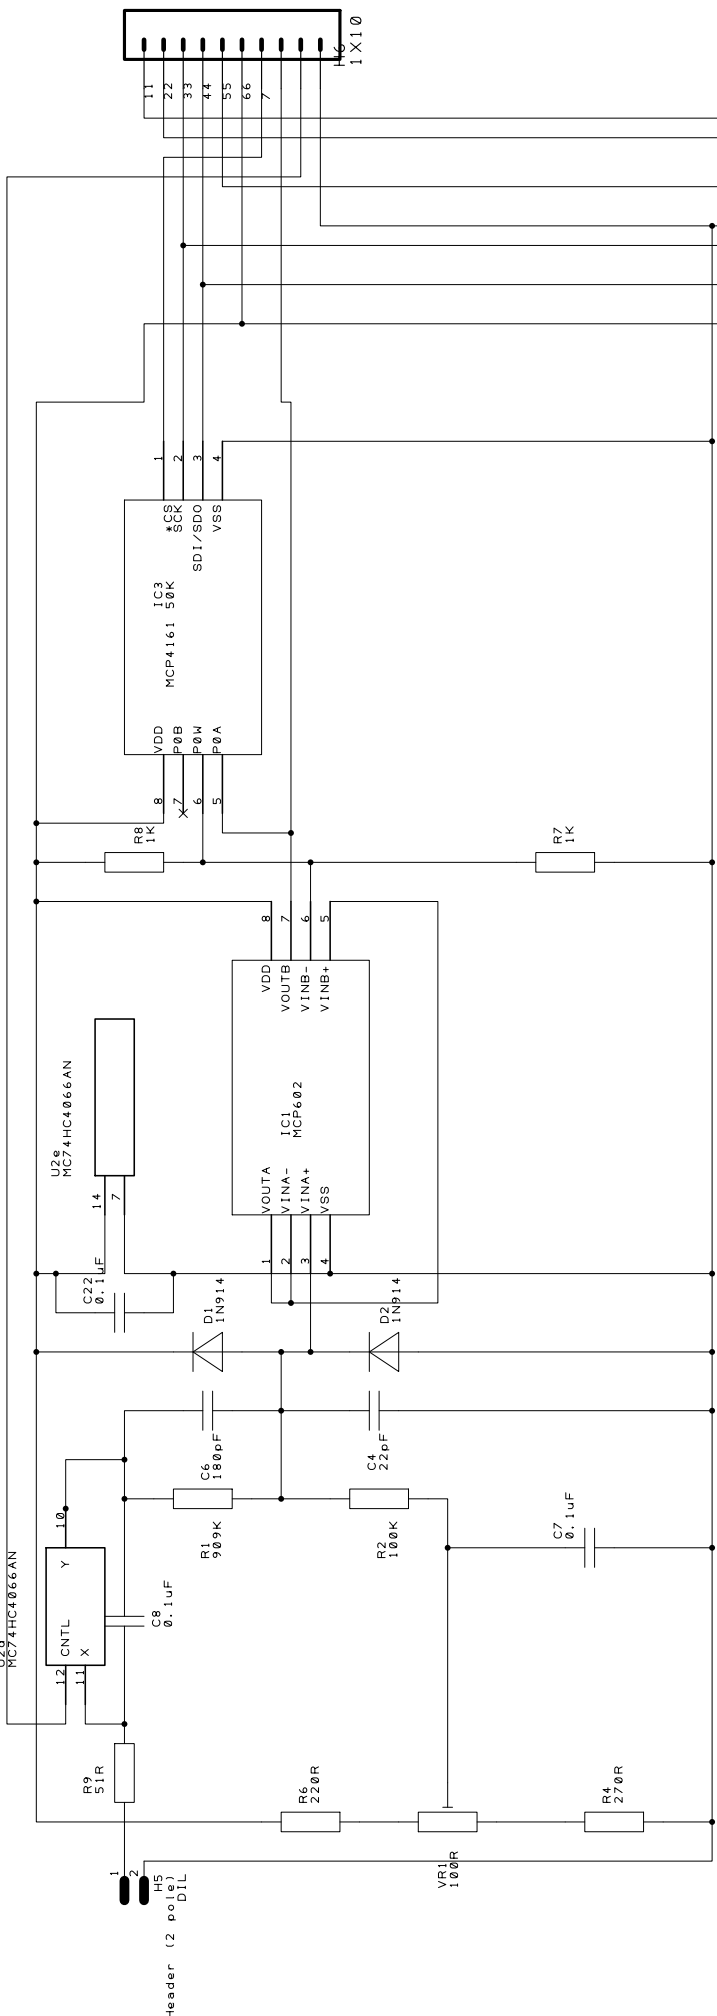 H6
1X10
11
22
33
44
55
66
7
1
2
3
4
*CS
SCK
SDI/SDO
VSS
IC3
MCP4161 50K
VDD
P0B
P0W
P0A
8
7
6
5
R8
1K
R7
1K
8
7
6
5
VDD
VOUTB
VINB-
VINB+
IC1
MCP602
VOUTA
VINA-
VINA+
VSS
1
2
3
4
U2e
MC74HC4066AN
14
7
C22
0.1uF
D1
1N914
D2
1N914
C6
180pF
C4
22pF
10
Y
CNTL
X
12
11
MC74HC4066AN
R1
909K
R2
100K
C7
0.1uF
C8
0.1uF
R9
51R
R6
220R
R4
270R
VR1
100R
1
2
H5
DIL
Header (2 pole)